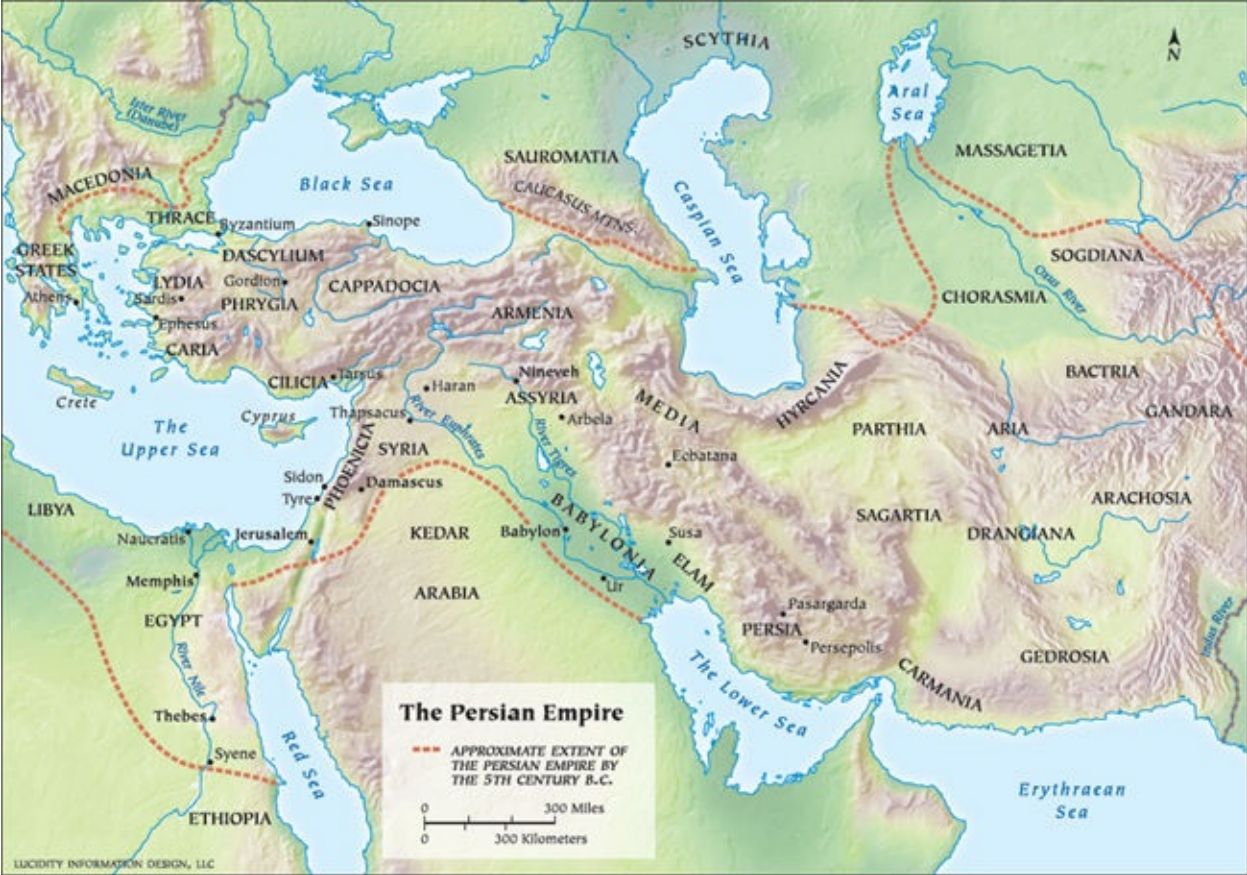 SCYTHIA
N
Aral
Sea
Ister River
(Danube)
MASSAGETIA
SAUROMATIA
MACEDONIA
Black Sea
CAUCASUS MTNS.
Caspian Sea
THRACE
Byzantium
Sinope
GREEK
STATES
DASCYLIUM
SOGDIANA
LYDIA
Gordion
CAPPADOCIA
Oxus River
Athens
Sardis
PHRYGIA
CHORASMIA
Ephesus
ARMENIA
CARIA
CILICIA
Tarsus
Nineveh
BACTRIA
Crete
Haran
ASSYRIA
MEDIA
HYRCANIA
Cyprus
Thapsacus
River Euphrates
Arbela
GANDARA
The
Upper Sea
PARTHIA
ARIA
SYRIA
River Tigres
Ecbatana
PHOENICIA
Sidon
Damascus
Tyre
ARACHOSIA
LIBYA
BABYLONIA
SAGARTIA
Naucratis
Jerusalem
KEDAR
Babylon
Susa
DRANGIANA
ELAM
Memphis
ARABIA
Ur
EGYPT
Pasargada
PERSIA
Indus River
River Nile
Persepolis
GEDROSIA
CARMANIA
The Lower Sea
Thebes
Red Sea
Syene
The Persian Empire
APPROXIMATE EXTENT OF
THE PERSIAN EMPIRE BY
THE 5TH CENTURY B.C.
0 300 Miles
0 300 Kilometers
Erythraean
Sea
ETHIOPIA
LUCIDITY INFORMATION DESIGN, LLC